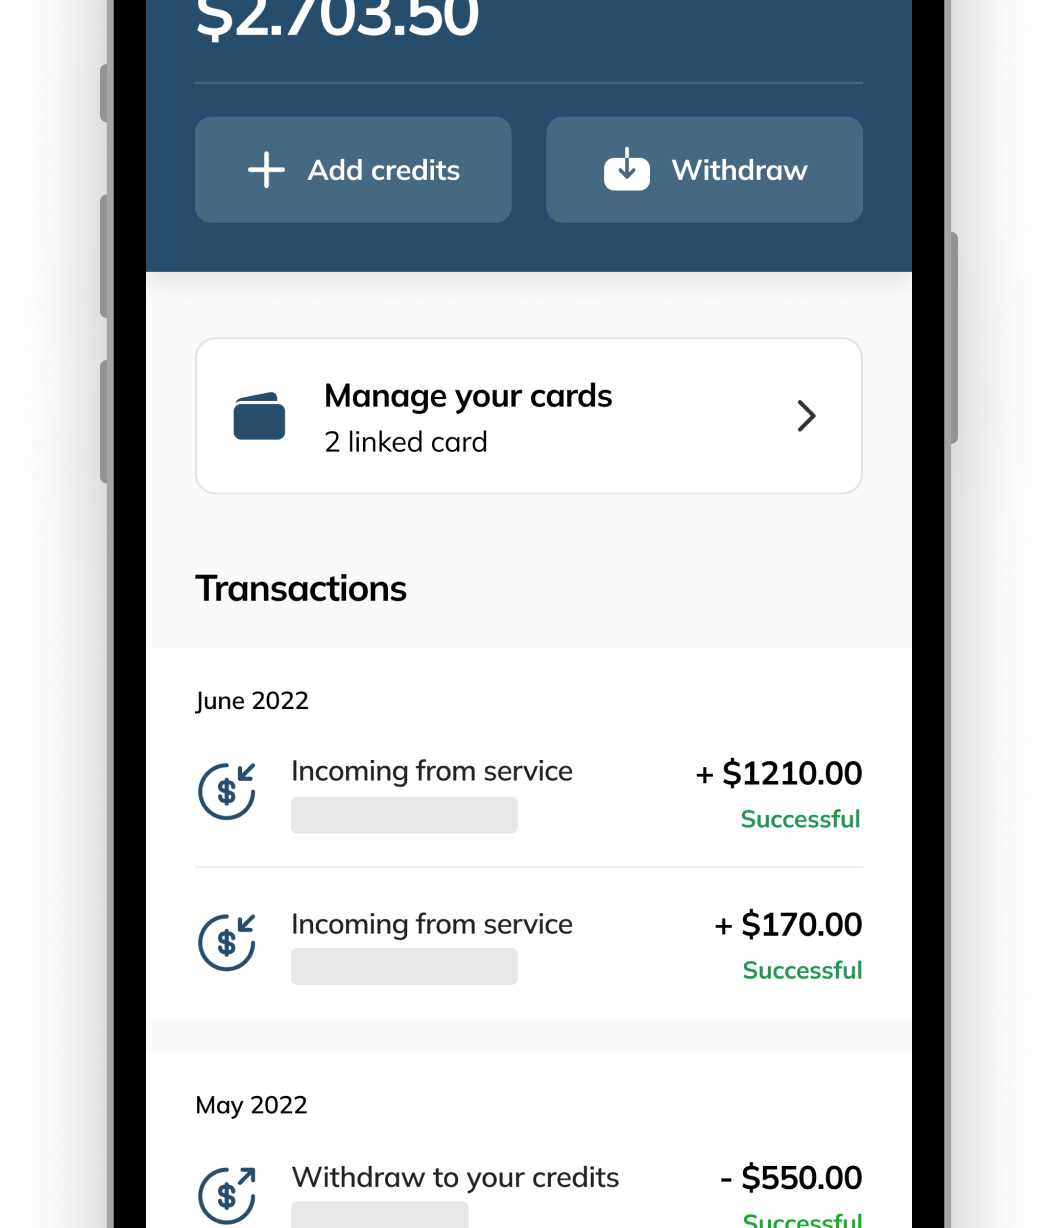 $2.703.50
Add credits
Withdraw
Manage your cards
2 linked card
Transactions
June 2022
Incoming from service
+ $1210.00
Successful
Incoming from service
+ $170.00
Successful
May 2022
Withdraw to your credits
- $550.00
Successful